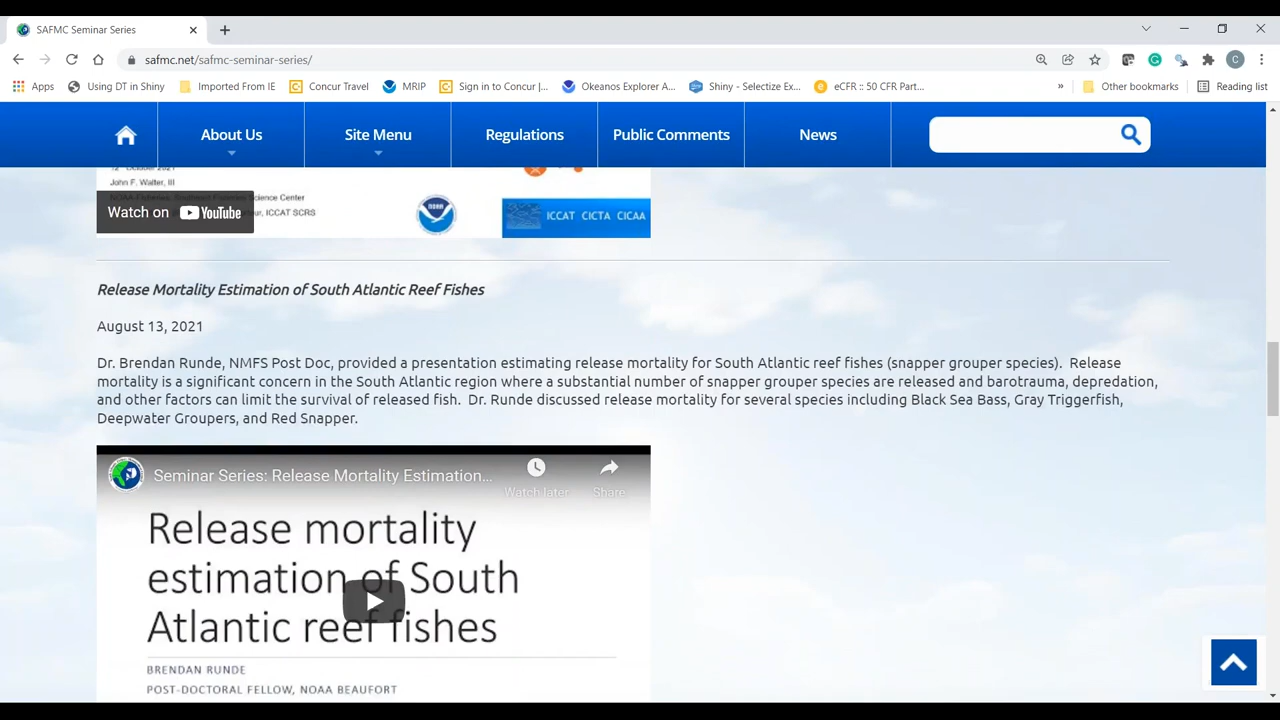 SAFMC Seminar Series
safmc.net/safmc-seminar-series/
Apps Using DT in Shiny Imported From IE Concur Travel MRIP Sign in to Concur |... Okeanos Explorer A... Shiny - Selectize Ex... eCFR :: 50 CFR Part... » Other bookmarks Reading list
About Us Site Menu Regulations Public Comments News
12th October 2021
John F. Walter, III
Science Center
ICCAT SCRS
Watch on YouTube
NOAA
ICCAT CICTA CICAA
Release Mortality Estimation of South Atlantic Reef Fishes
August 13, 2021
Dr. Brendan Runde, NMFS Post Doc, provided a presentation estimating release mortality for South Atlantic reef fishes (snapper grouper species). Release
mortality is a significant concern in the South Atlantic region where a substantial number of snapper grouper species are released and barotrauma, depredation,
and other factors can limit the survival of released fish. Dr. Runde discussed release mortality for several species including Black Sea Bass, Gray Triggerfish,
Deepwater Groupers, and Red Snapper.
Seminar Series: Release Mortality Estimation...
Watch later Share
Release mortality
estimation of South
Atlantic reef fishes
BRENDAN RUNDE
POST-DOCTORAL FELLOW, NOAA BEAUFORT